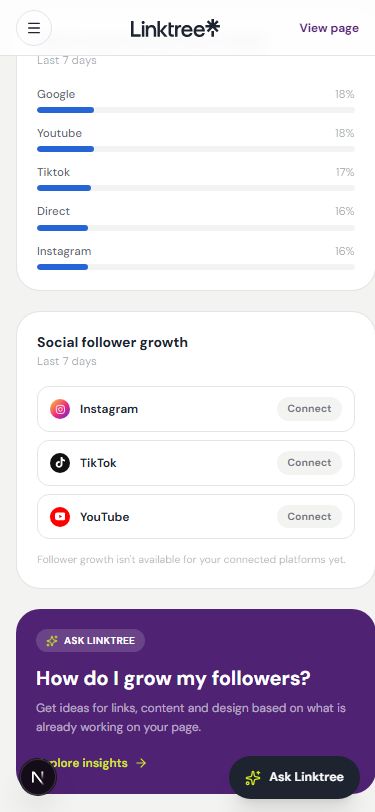 Linktree
View page
Last 7 days
Google 18%
Youtube 18%
Tiktok 17%
Direct 16%
Instagram 16%
Social follower growth
Last 7 days
Instagram Connect
TikTok Connect
YouTube Connect
Follower growth isn't available for your connected platforms yet.
ASK LINKTREE
How do I grow my followers?
Get ideas for links, content and design based on what is
already working on your page.
plore insights →
N
Ask Linktree